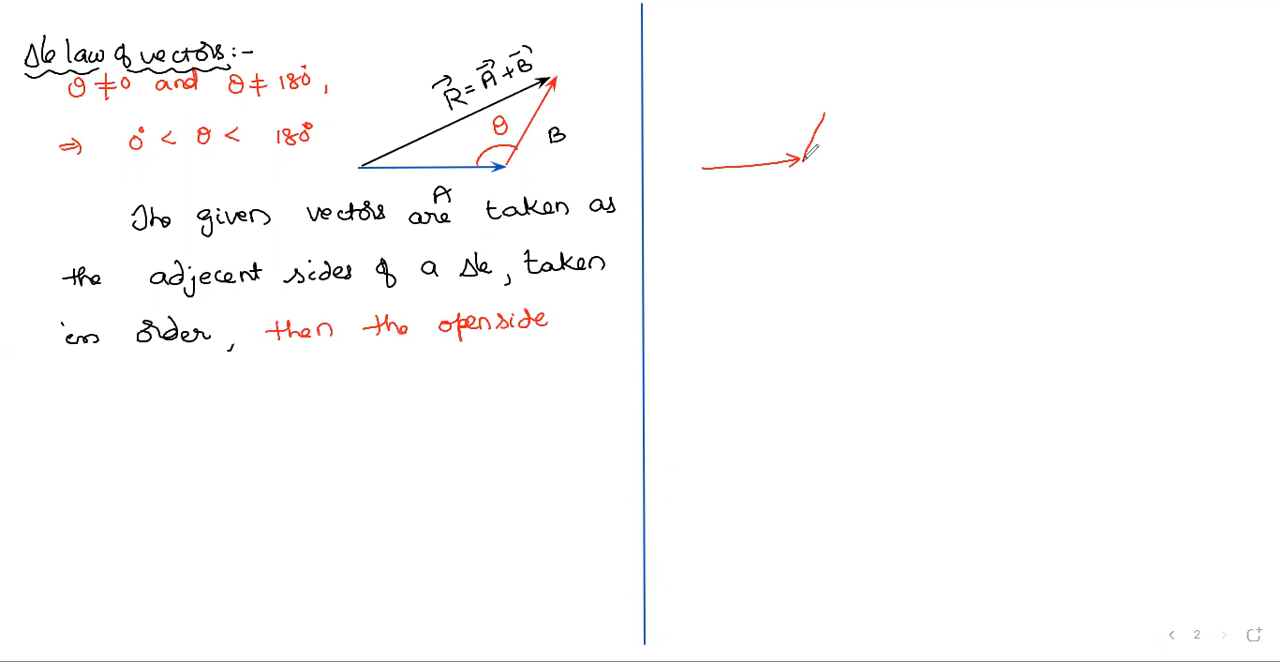 Δle law of vectors:-
θ ≠ 0 and θ ≠ 180°,
⇒ 0° < θ < 180°
R⃗ = A⃗ + B⃗
θ
B
A
The given vectors are taken as
the adjecent sides of a Δle, taken
in order, then the openside
< 2 >